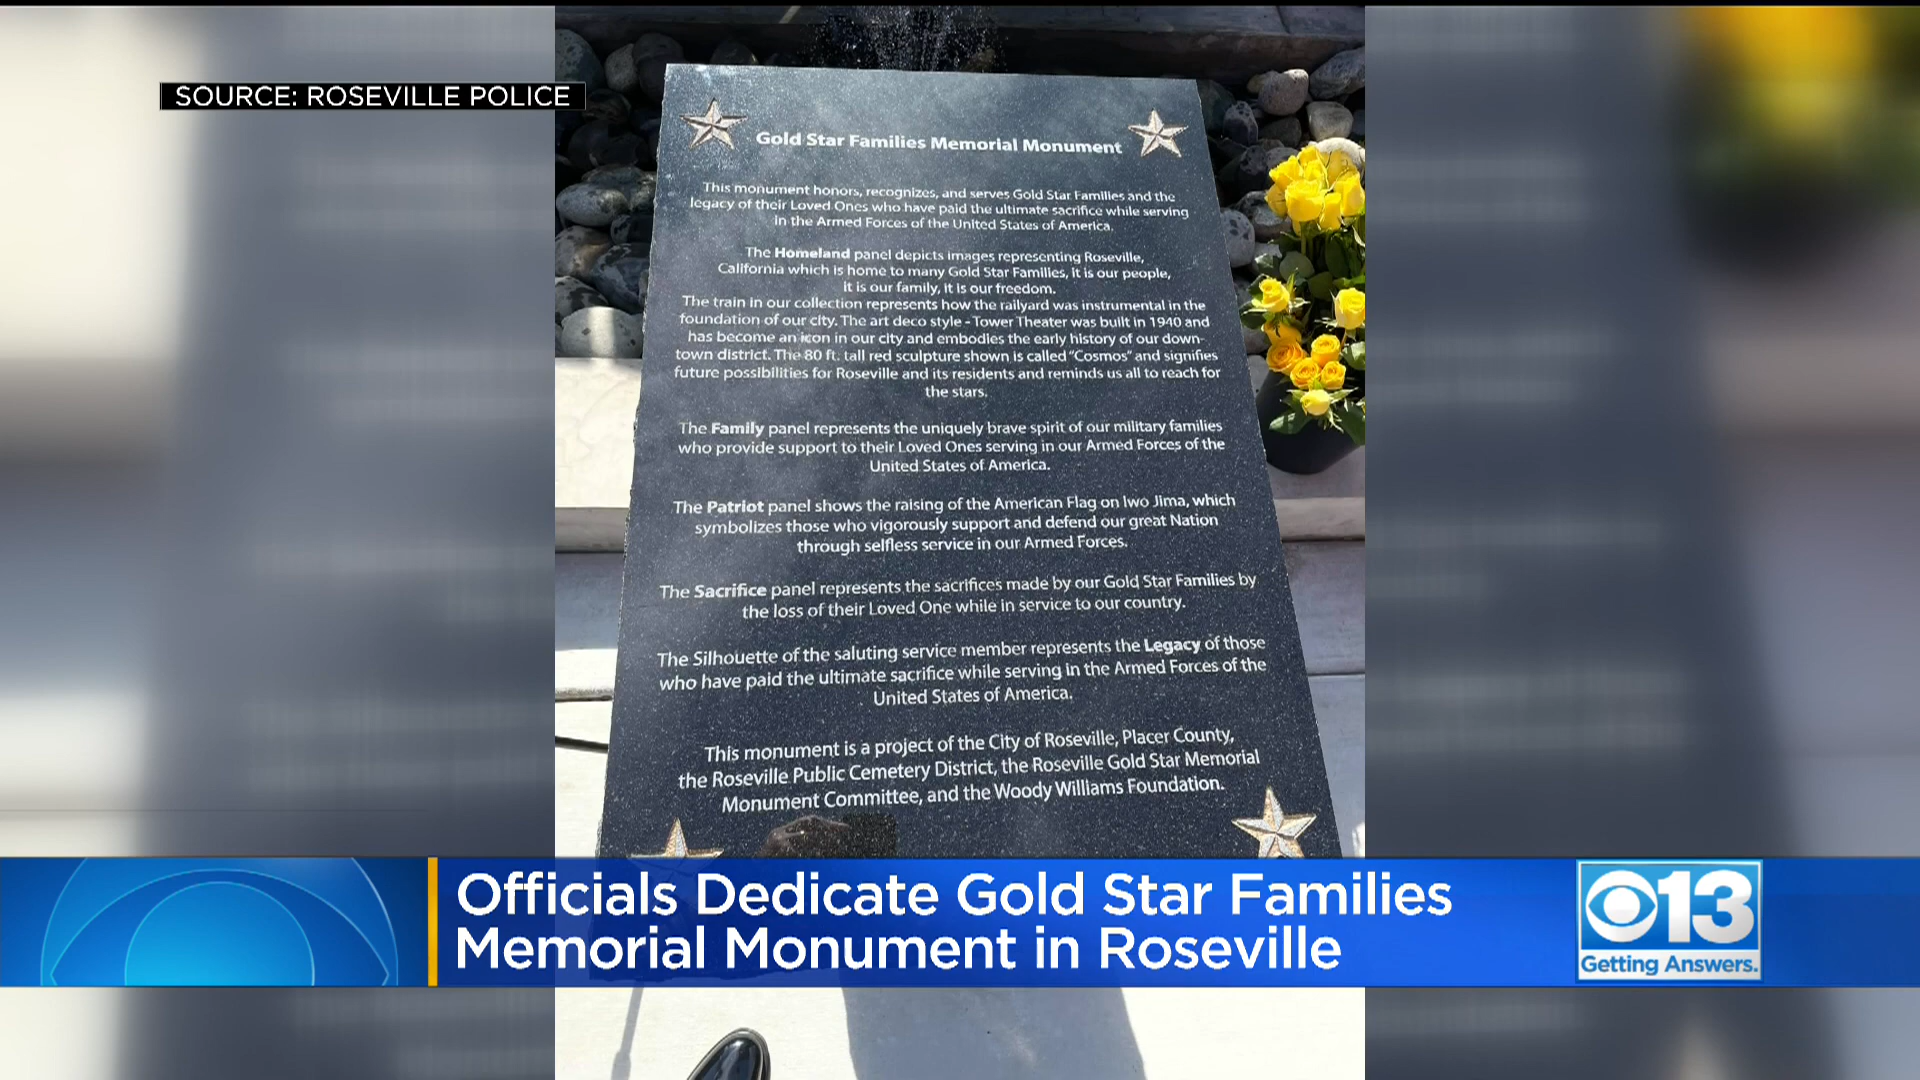 SOURCE: ROSEVILLE POLICE
Gold Star Families Memorial Monument
This monument honors, recognizes, and serves Gold Star Families and the
legacy of their Loved Ones who have paid the ultimate sacrifice while serving
in the Armed Forces of the United States of America.
The Homeland panel depicts images representing Roseville,
California which is home to many Gold Star Families, it is our people,
it is our family, it is our freedom.
The train in our collection represents how the railyard was instrumental in the
foundation of our city. The art deco style - Tower Theater was built in 1940 and
has become an icon in our city and embodies the early history of our down-
town district. The 80 ft. tall red sculpture shown is called "Cosmos" and signifies
future possibilities for Roseville and its residents and reminds us all to reach for
the stars.
The Family panel represents the uniquely brave spirit of our military families
who provide support to their Loved Ones serving in our Armed Forces of the
United States of America.
The Patriot panel shows the raising of the American Flag on Iwo Jima, which
symbolizes those who vigorously support and defend our great Nation
through selfless service in our Armed Forces.
The Sacrifice panel represents the sacrifices made by our Gold Star Families by
the loss of their Loved One while in service to our country.
The Silhouette of the saluting service member represents the Legacy of those
who have paid the ultimate sacrifice while serving in the Armed Forces of the
United States of America.
This monument is a project of the City of Roseville, Placer County,
the Roseville Public Cemetery District, the Roseville Gold Star Memorial
Monument Committee, and the Woody Williams Foundation.
Officials Dedicate Gold Star Families
Memorial Monument in Roseville
13
Getting Answers.